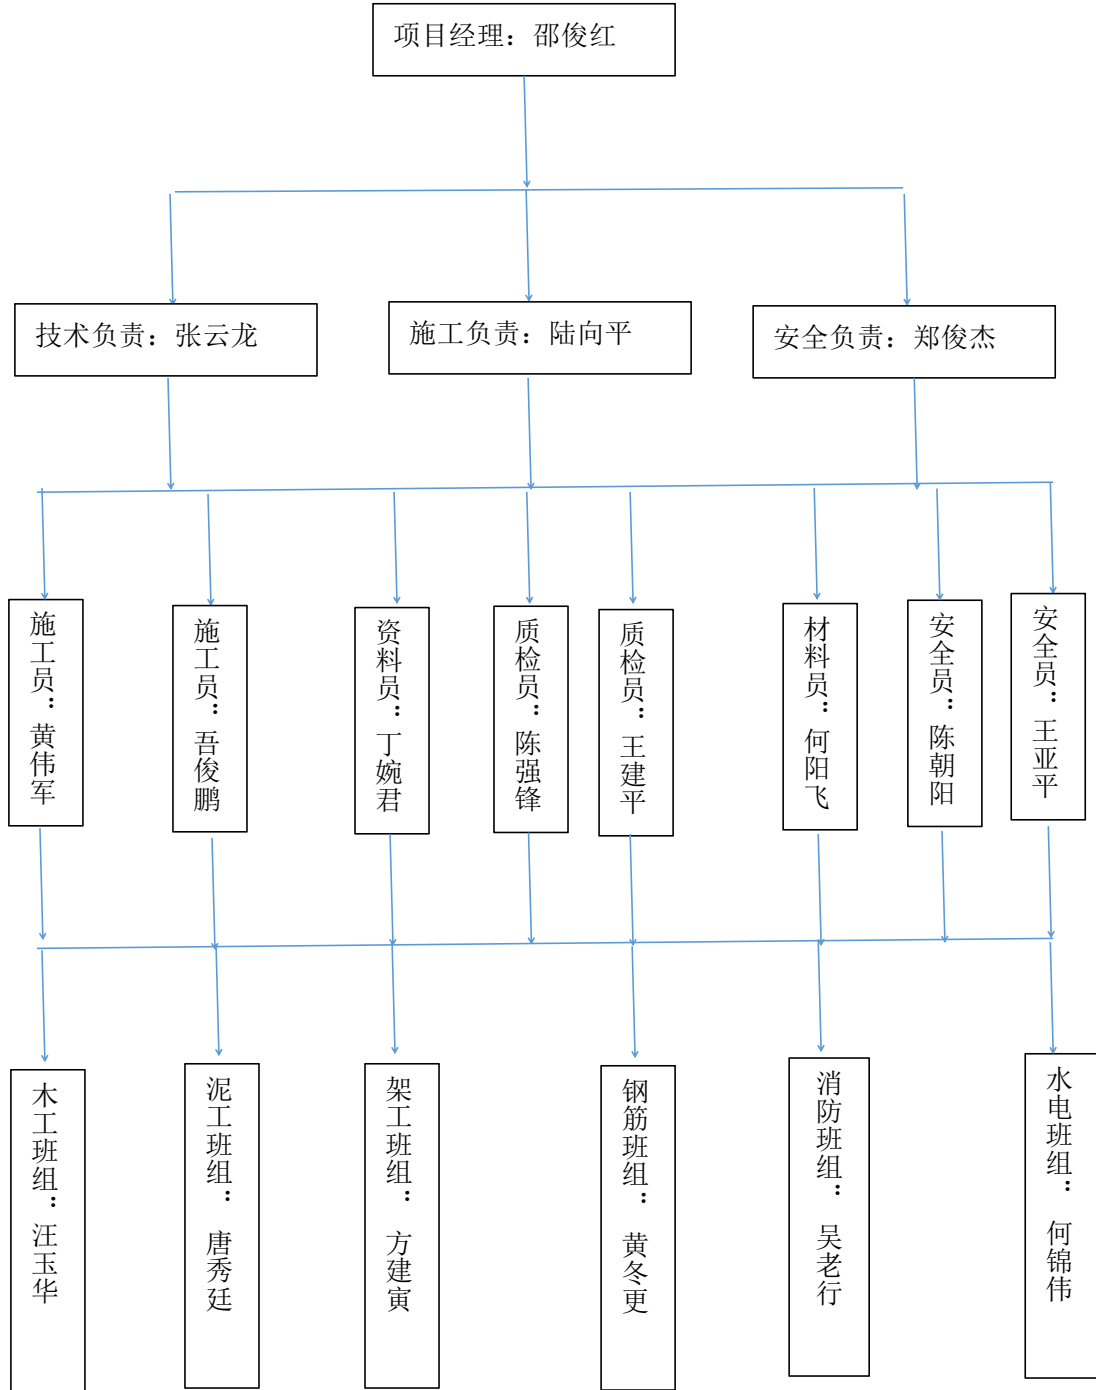 项目经理：邵俊红
技术负责：张云龙
施工负责：陆向平
安全负责：郑俊杰
施工员：黄伟军
施工员：吾俊鹏
资料员：丁婉君
质检员：陈强锋
质检员：王建平
材料员：何阳飞
安全员：陈朝阳
安全员：王亚平
木工班组：汪玉华
泥工班组：唐秀廷
架工班组：方建寅
钢筋班组：黄冬更
消防班组：吴老行
水电班组：何锦伟